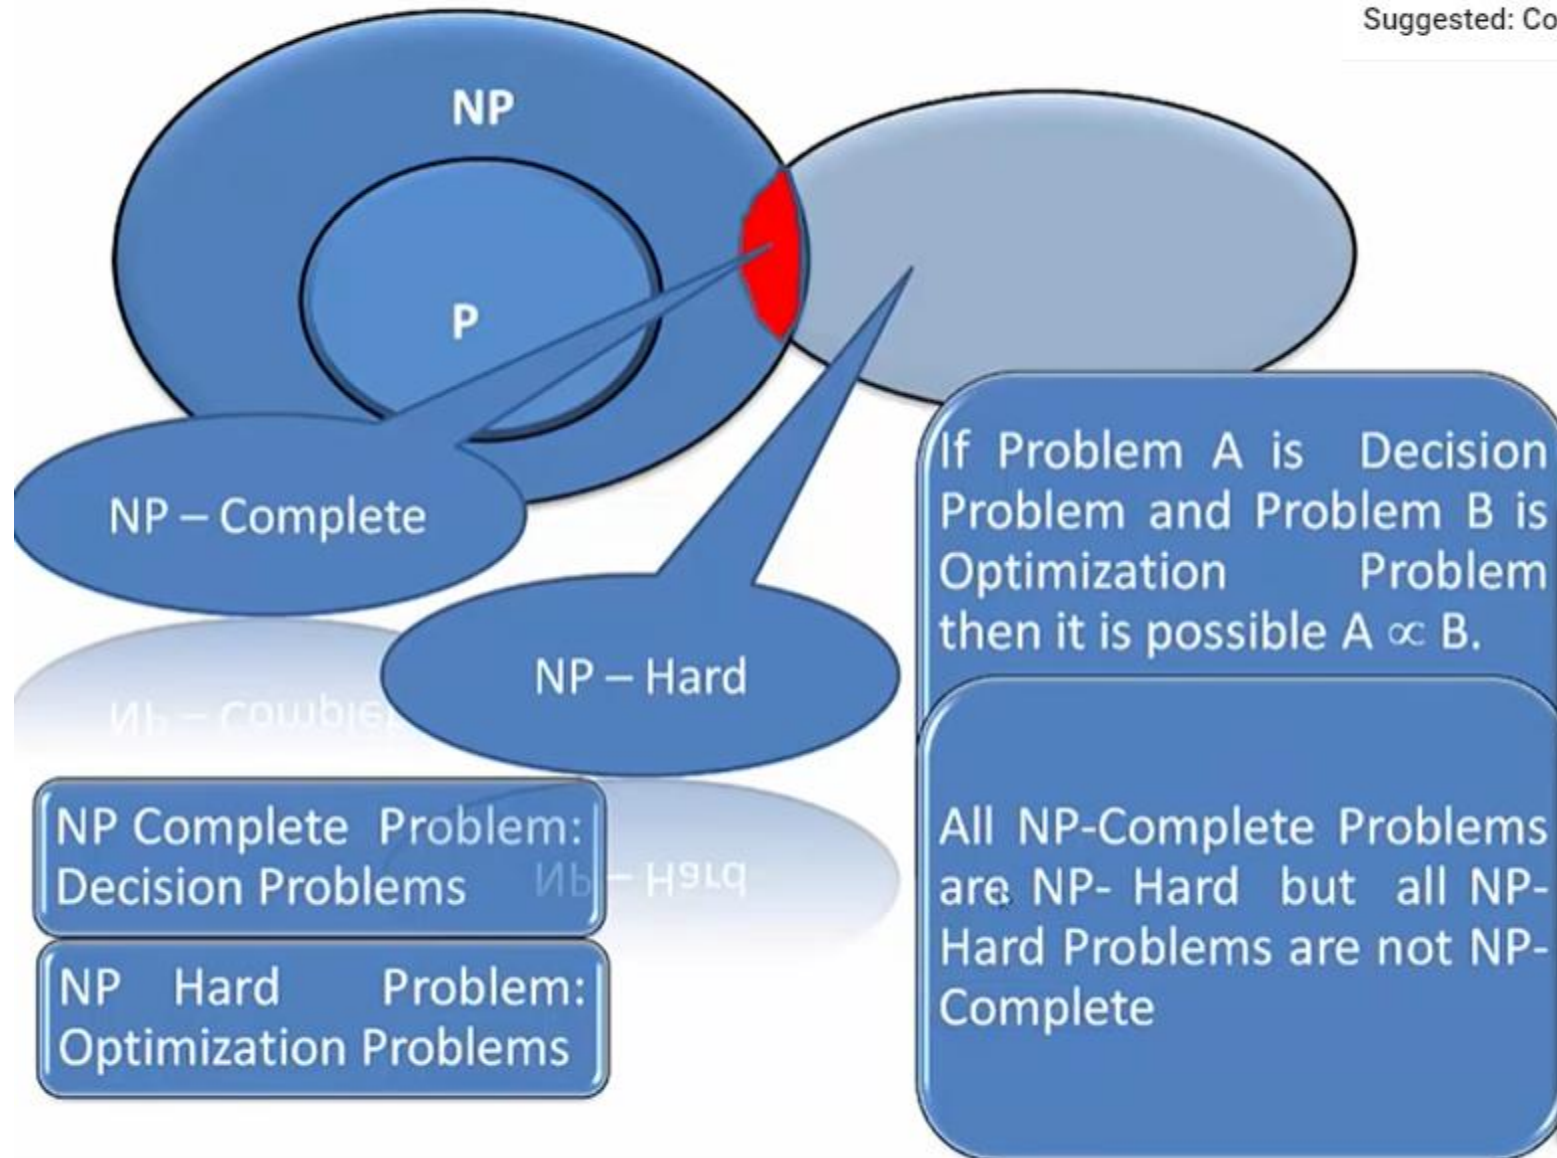 Suggested: Co
NP
P
NP – Complete
NP – Hard
If Problem A is Decision
Problem and Problem B is
Optimization Problem
then it is possible A ∝ B.
NP Complete Problem:
Decision Problems
NP Hard Problem:
Optimization Problems
All NP-Complete Problems
are NP- Hard but all NP-
Hard Problems are not NP-
Complete